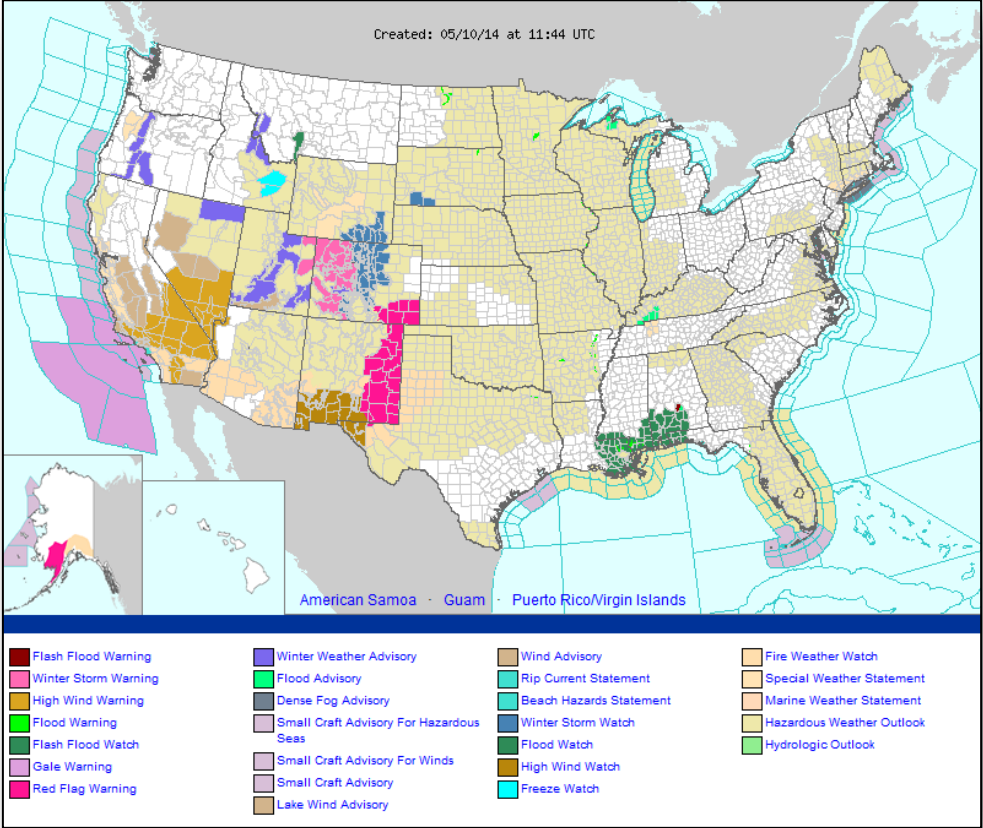 Created: 05/10/14 at 11:44 UTC
American Samoa - Guam - Puerto Rico/Virgin Islands
Flash Flood Warning
Winter Storm Warning
High Wind Warning
Flood Warning
Flash Flood Watch
Gale Warning
Red Flag Warning
Winter Weather Advisory
Flood Advisory
Dense Fog Advisory
Small Craft Advisory For Hazardous
Seas
Small Craft Advisory For Winds
Small Craft Advisory
Lake Wind Advisory
Wind Advisory
Rip Current Statement
Beach Hazards Statement
Winter Storm Watch
Flood Watch
High Wind Watch
Freeze Watch
Fire Weather Watch
Special Weather Statement
Marine Weather Statement
Hazardous Weather Outlook
Hydrologic Outlook